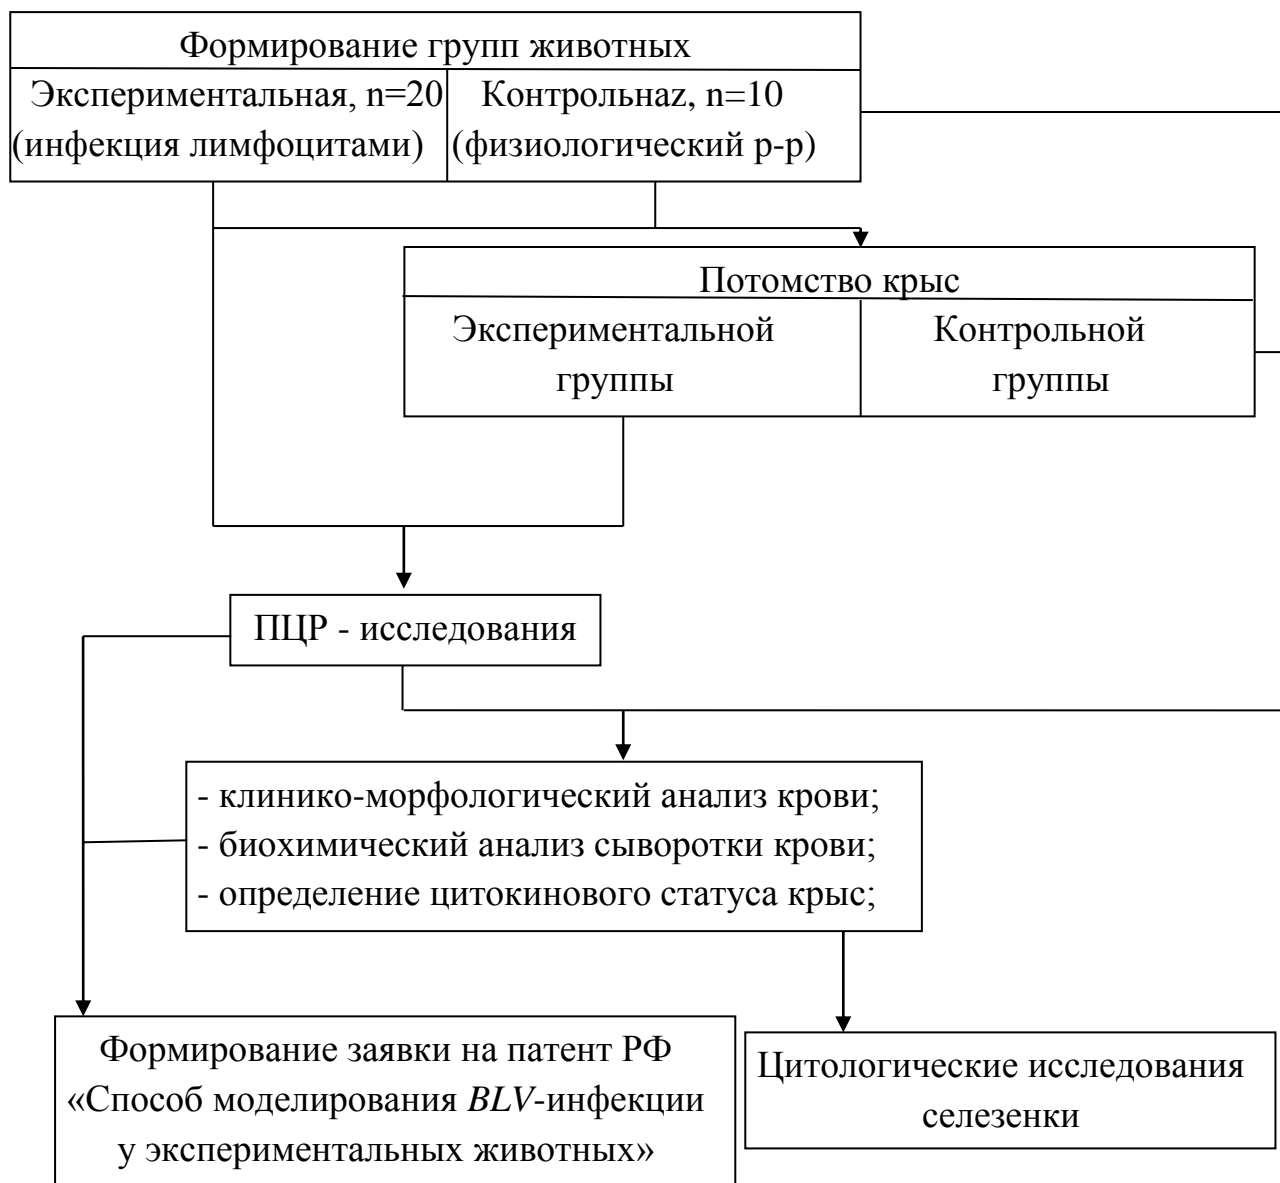 Формирование групп животных
Экспериментальная, n=20
(инфекция лимфоцитами)
Контрольнаz, n=10
(физиологический р-р)
Потомство крыс
Экспериментальной
группы
Контрольной
группы
ПЦР - исследования
- клинико-морфологический анализ крови;
- биохимический анализ сыворотки крови;
- определение цитокинового статуса крыс;
Формирование заявки на патент РФ
«Способ моделирования BLV-инфекции
у экспериментальных животных»
Цитологические исследования
селезенки